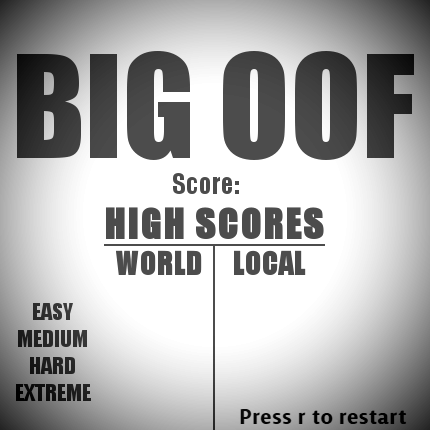 BIG OOF
Score:
HIGH SCORES
WORLD LOCAL
EASY
MEDIUM
HARD
EXTREME
Press r to restart